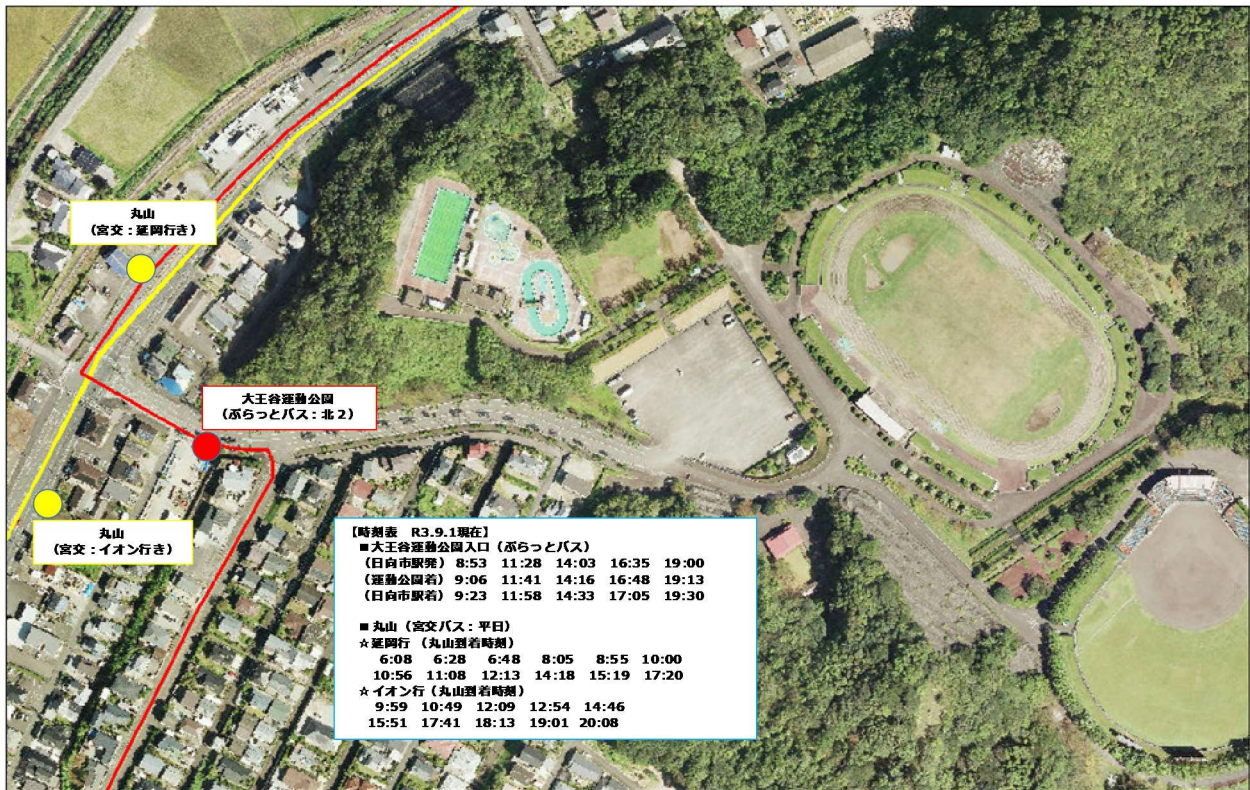 丸山
（宮交：延岡行き）
大王谷運動公園
（ぷらっとバス：北２）
丸山
（宮交：イオン行き）
【時刻表　R3.9.1現在】
■大王谷運動公園入口（ぷらっとバス）
（日向市駅発） 8:53 11:28 14:03 16:35 19:00
（運動公園着） 9:06 11:41 14:16 16:48 19:13
（日向市駅着） 9:23 11:58 14:33 17:05 19:30
■丸山（宮交バス：平日）
☆延岡行（丸山到着時刻）
6:08 6:28 6:48 8:05 8:55 10:00
10:56 11:08 12:13 14:18 15:19 17:20
☆イオン行（丸山到着時刻）
9:59 10:49 12:09 12:54 14:46
15:51 17:41 18:13 19:01 20:08